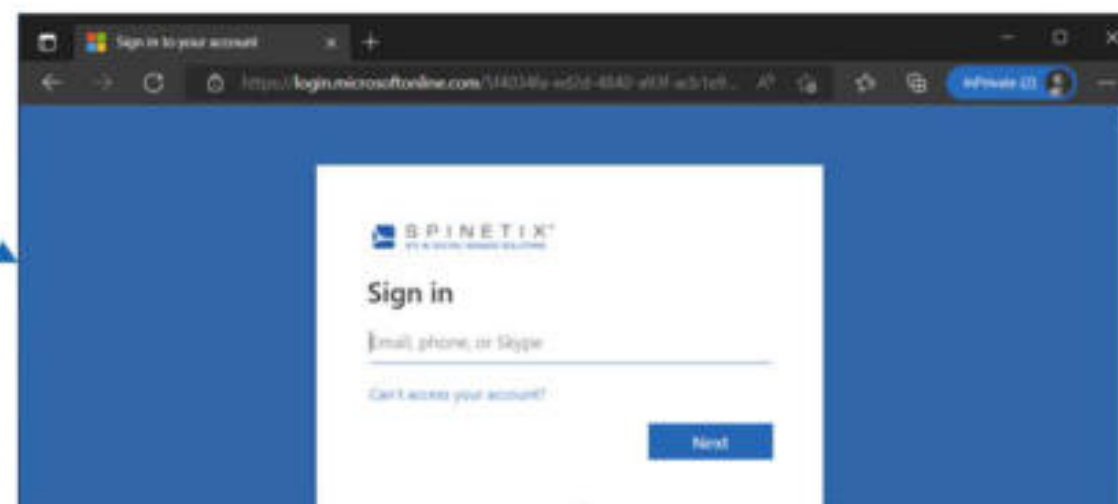 Sign in to your account
https://login.microsoftonline.com
InPrivate (2)
SPINETIX
Sign in
Email, phone, or Skype
Can't access your account?
Next